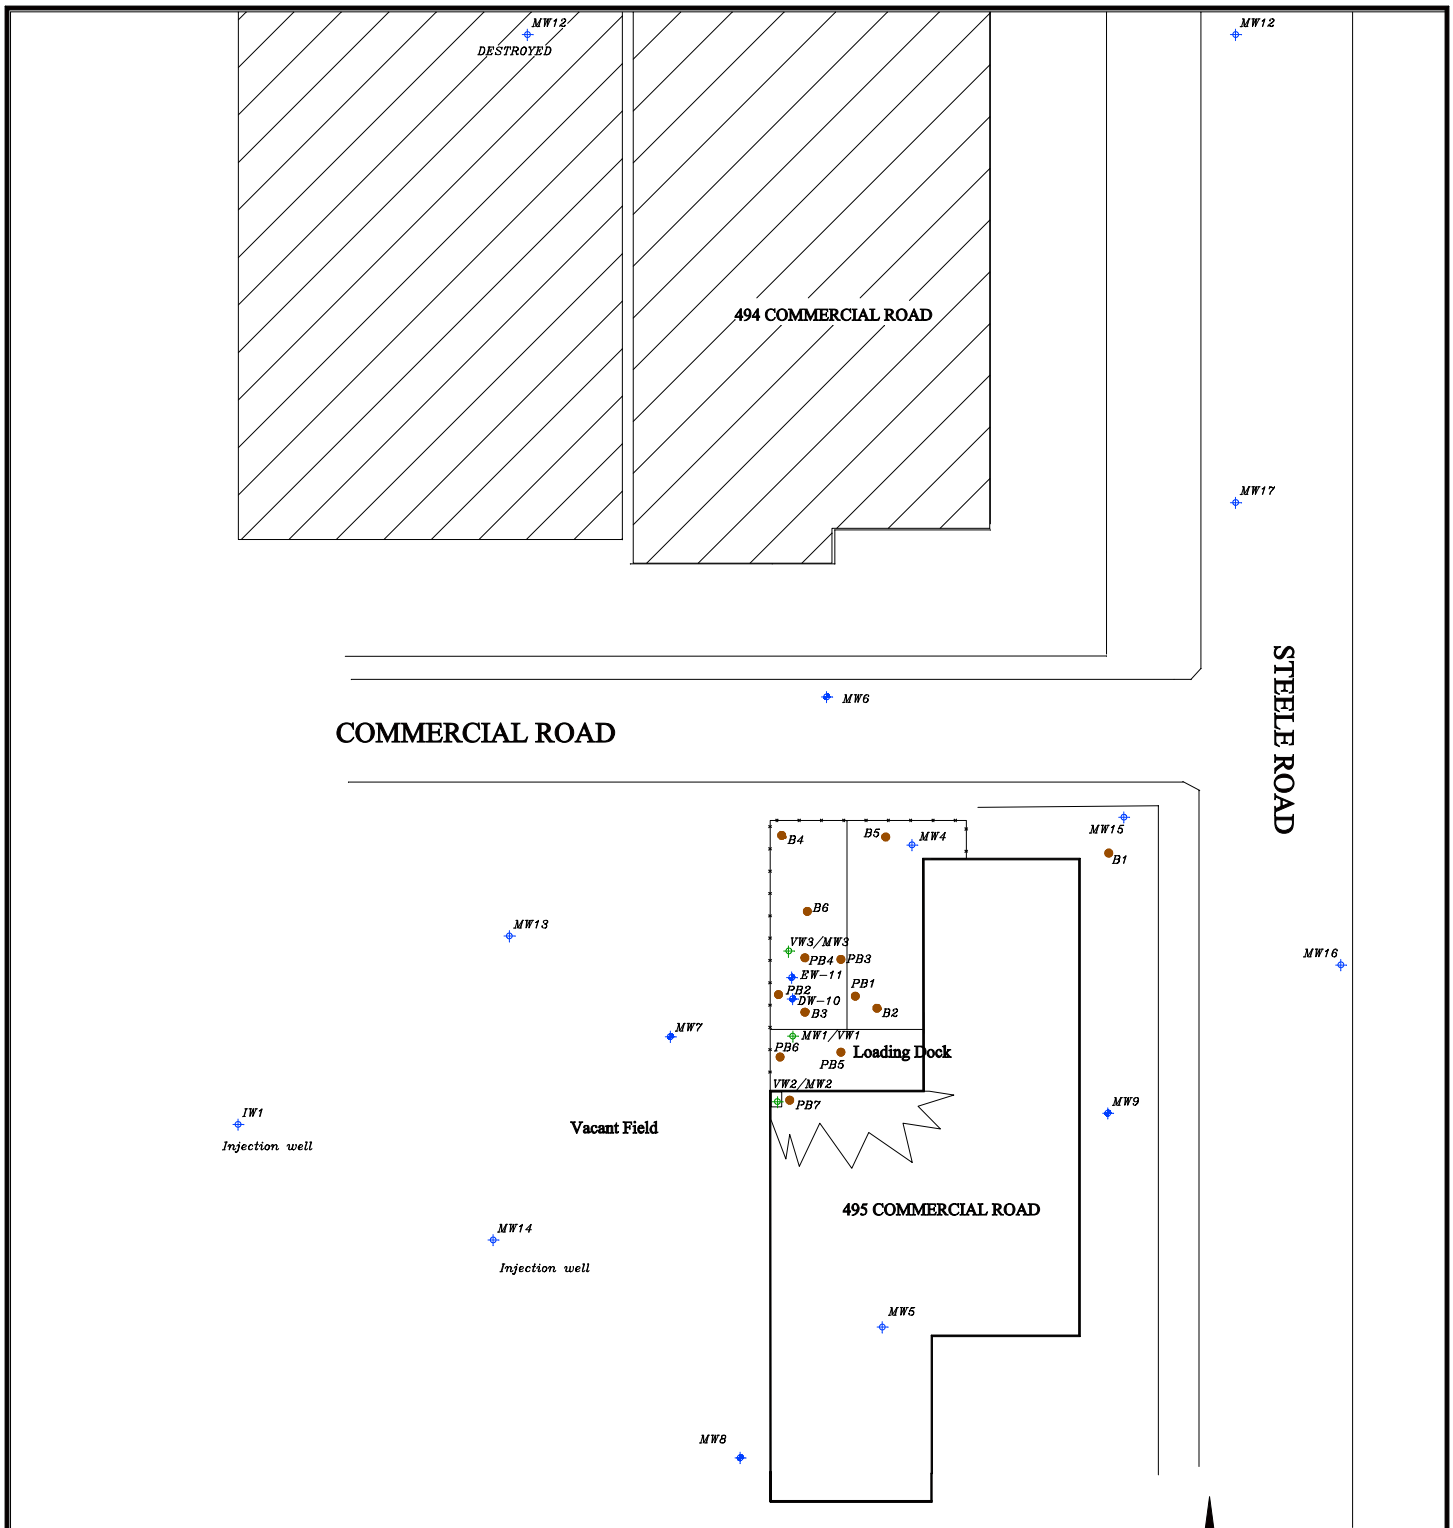 MW12
MW12
DESTROYED
494 COMMERCIAL ROAD
MW17
STEELE ROAD
MW6
COMMERCIAL ROAD
MW15
B4
B5
MW4
B1
B6
MW13
VW3/MW3
MW16
PB4
PB3
EW-11
PB1
PB2
DW-10
B3
B2
MW7
MW1/VW1
PB6
Loading Dock
PB5
VW2/MW2
PB7
MW9
IW1
Vacant Field
Injection well
495 COMMERCIAL ROAD
MW14
Injection well
MW5
MW8